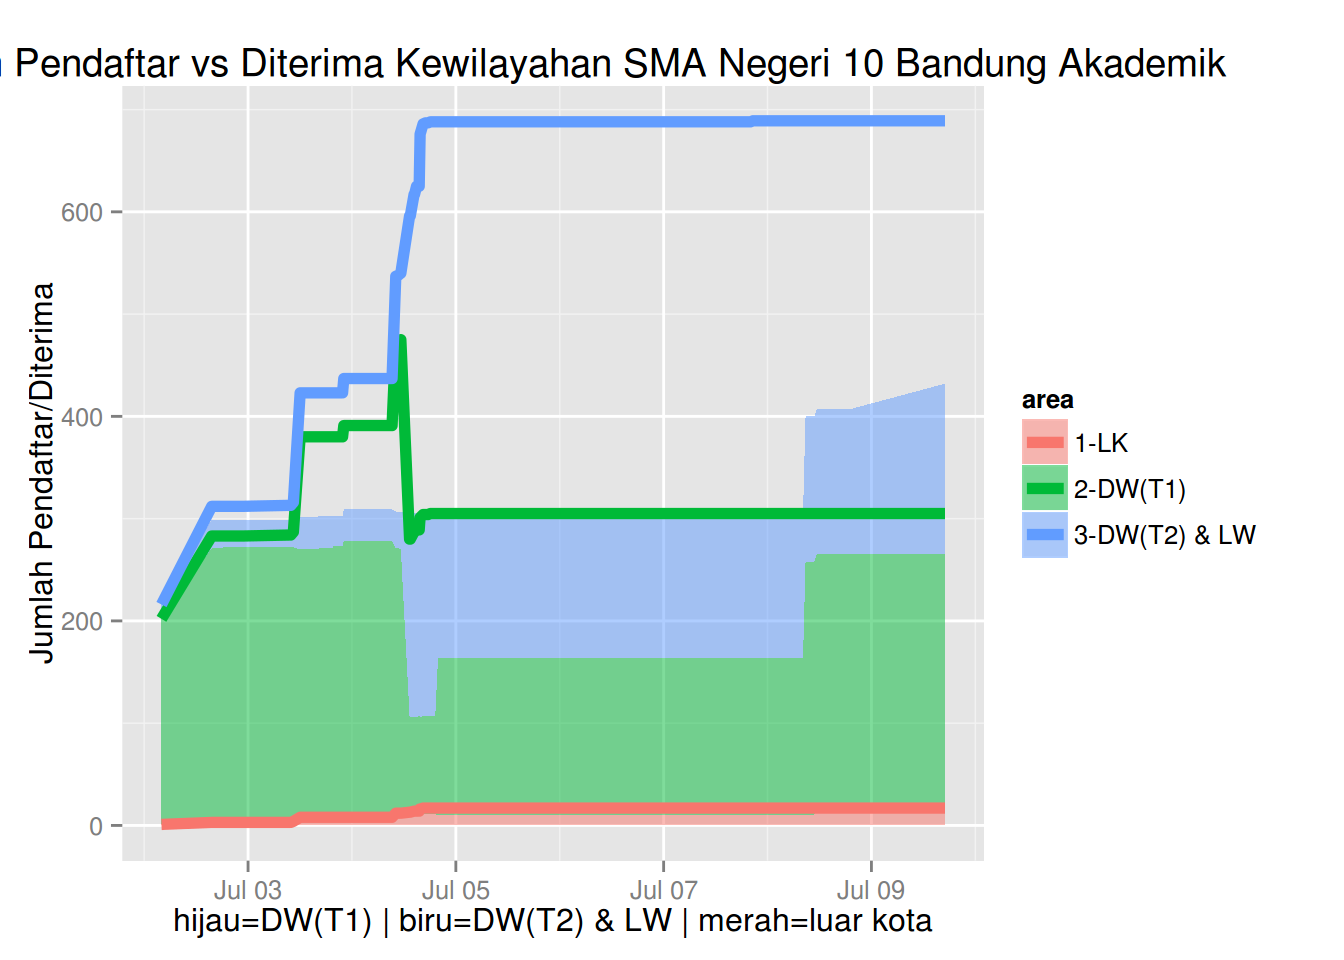 Pendaftar vs Diterima Kewilayahan SMA Negeri 10 Bandung Akademik
Jumlah Pendaftar/Diterima
600
400
200
0
Jul 03
Jul 05
Jul 07
Jul 09
hijau=DW(T1) | biru=DW(T2) & LW | merah=luar kota
area
1-LK
2-DW(T1)
3-DW(T2) & LW